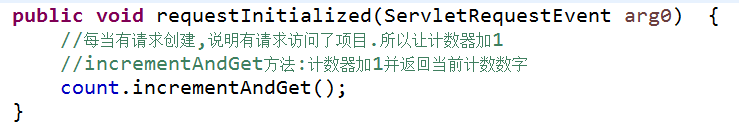 public void requestInitialized(ServletRequestEvent arg0)  {
    //每当有请求创建,说明有请求访问了项目.所以让计数器加1
    //incrementAndGet方法:计数器加1并返回当前计数数字
    count.incrementAndGet();
}